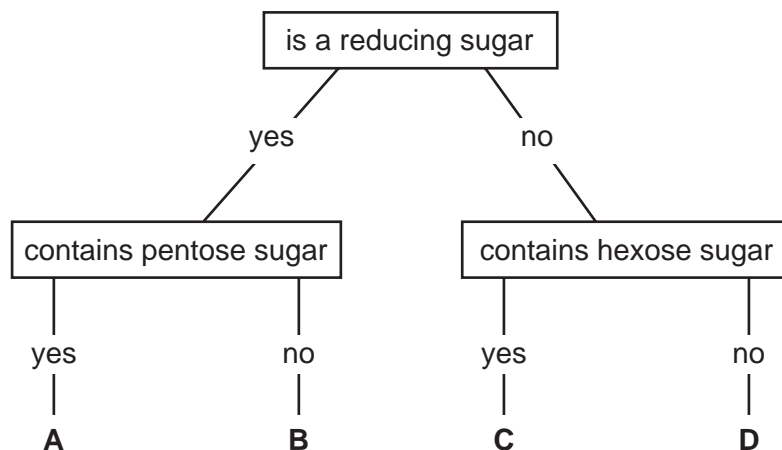 is a reducing sugar
yes no
contains pentose sugar contains hexose sugar
yes no yes no
A B C D